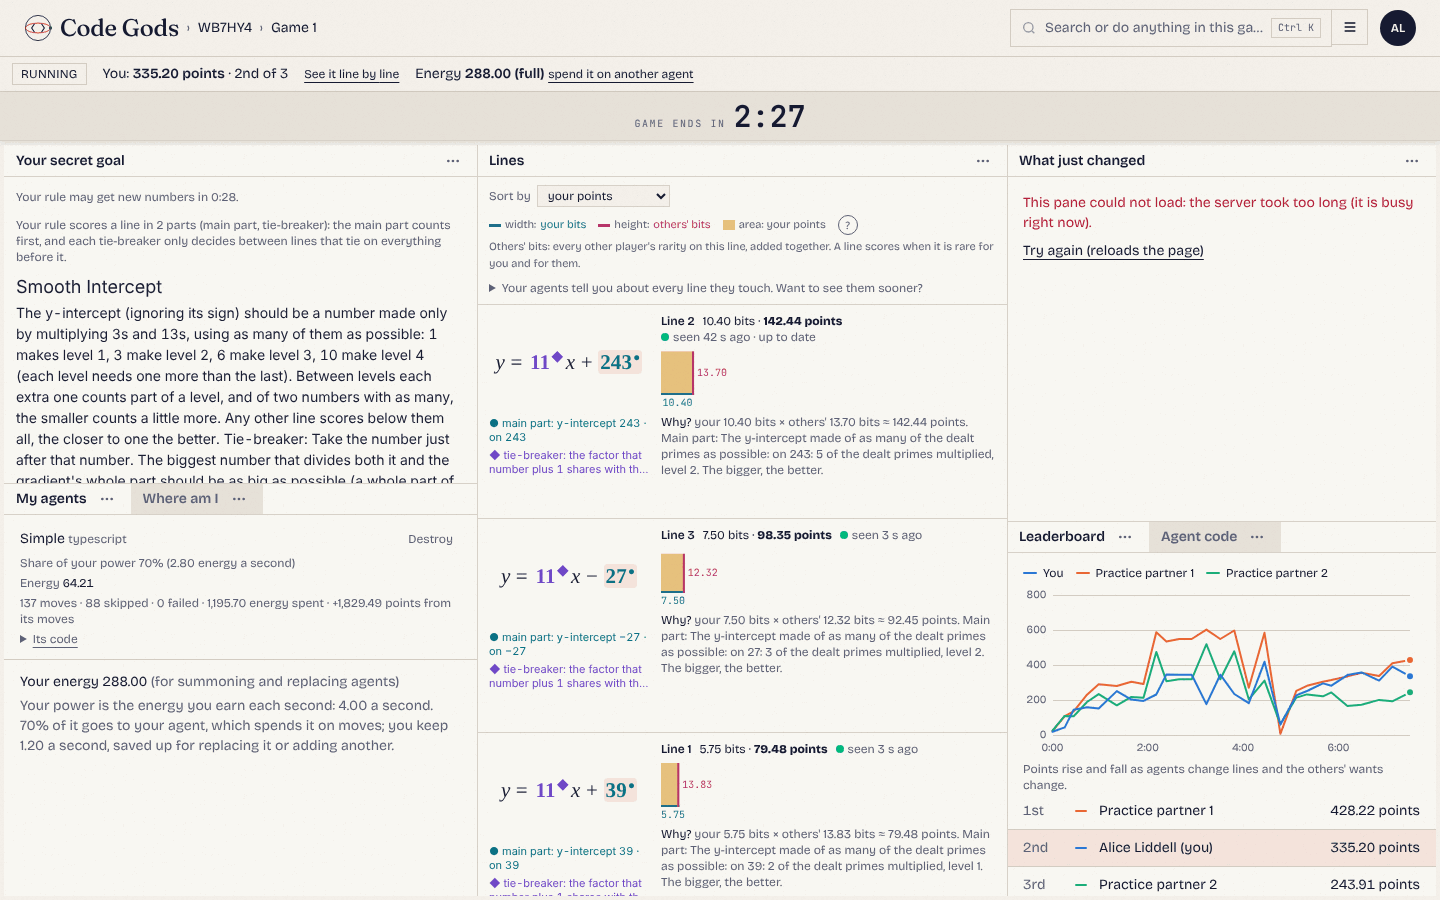 Code Gods › WB7HY4 › Game 1
Search or do anything in this ga... Ctrl K
AL
RUNNING You: 335.20 points · 2nd of 3 See it line by line Energy 288.00 (full) spend it on another agent
GAME ENDS IN 2:27
Your secret goal
Your rule may get new numbers in 0:28.
Your rule scores a line in 2 parts (main part, tie-breaker): the main part counts
first, and each tie-breaker only decides between lines that tie on everything
before it.
Smooth Intercept
The y-intercept (ignoring its sign) should be a number made only
by multiplying 3s and 13s, using as many of them as possible: 1
makes level 1, 3 make level 2, 6 make level 3, 10 make level 4
(each level needs one more than the last). Between levels each
extra one counts part of a level, and of two numbers with as many,
the smaller counts a little more. Any other line scores below them
all, the closer to one the better. Tie-breaker: Take the number just
after that number. The biggest number that divides both it and the
gradient's whole part should be as big as possible (a whole part of
My agents
Where am I
Simple typescript
Destroy
Share of your power 70% (2.80 energy a second)
Energy 64.21
137 moves · 88 skipped · 0 failed · 1,195.70 energy spent · +1,829.49 points from
its moves
Its code
Your energy 288.00 (for summoning and replacing agents)
Your power is the energy you earn each second: 4.00 a second.
70% of it goes to your agent, which spends it on moves; you keep
1.20 a second, saved up for replacing it or adding another.
Lines
Sort by your points
width: your bits height: others' bits area: your points ?
Others' bits: every other player's rarity on this line, added together. A line scores when it is rare for
you and for them.
Your agents tell you about every line they touch. Want to see them sooner?
y = 11◆x + 243●
main part: y-intercept 243 ·
on 243
tie-breaker: the factor that
number plus 1 shares with th...
Line 2 10.40 bits · 142.44 points
seen 42 s ago · up to date
13.70
10.40
Why? your 10.40 bits × others' 13.70 bits ≈ 142.44 points.
Main part: The y-intercept made of as many of the dealt
primes as possible: on 243: 5 of the dealt primes multiplied,
level 2. The bigger, the better.
y = 11◆x − 27●
main part: y-intercept −27 ·
on −27
tie-breaker: the factor that
number plus 1 shares with th...
Line 3 7.50 bits · 98.35 points seen 3 s ago
12.32
7.50
Why? your 7.50 bits × others' 12.32 bits ≈ 92.45 points. Main
part: The y-intercept made of as many of the dealt primes
as possible: on 27: 3 of the dealt primes multiplied, level 2.
The bigger, the better.
y = 11◆x + 39●
main part: y-intercept 39 ·
on 39
tie-breaker: the factor that
Line 1 5.75 bits · 79.48 points seen 3 s ago
13.83
5.75
Why? your 5.75 bits × others' 13.83 bits ≈ 79.48 points. Main
part: The y-intercept made of as many of the dealt primes
as possible: on 39: 2 of the dealt primes multiplied, level 1.
The bigger, the better.
What just changed
This pane could not load: the server took too long (it is busy
right now).
Try again (reloads the page)
Leaderboard
Agent code
You Practice partner 1 Practice partner 2
800
600
400
200
0
0:00 2:00 4:00 6:00
Points rise and fall as agents change lines and the others' wants
change.
1st Practice partner 1 428.22 points
2nd Alice Liddell (you) 335.20 points
3rd Practice partner 2 243.91 points